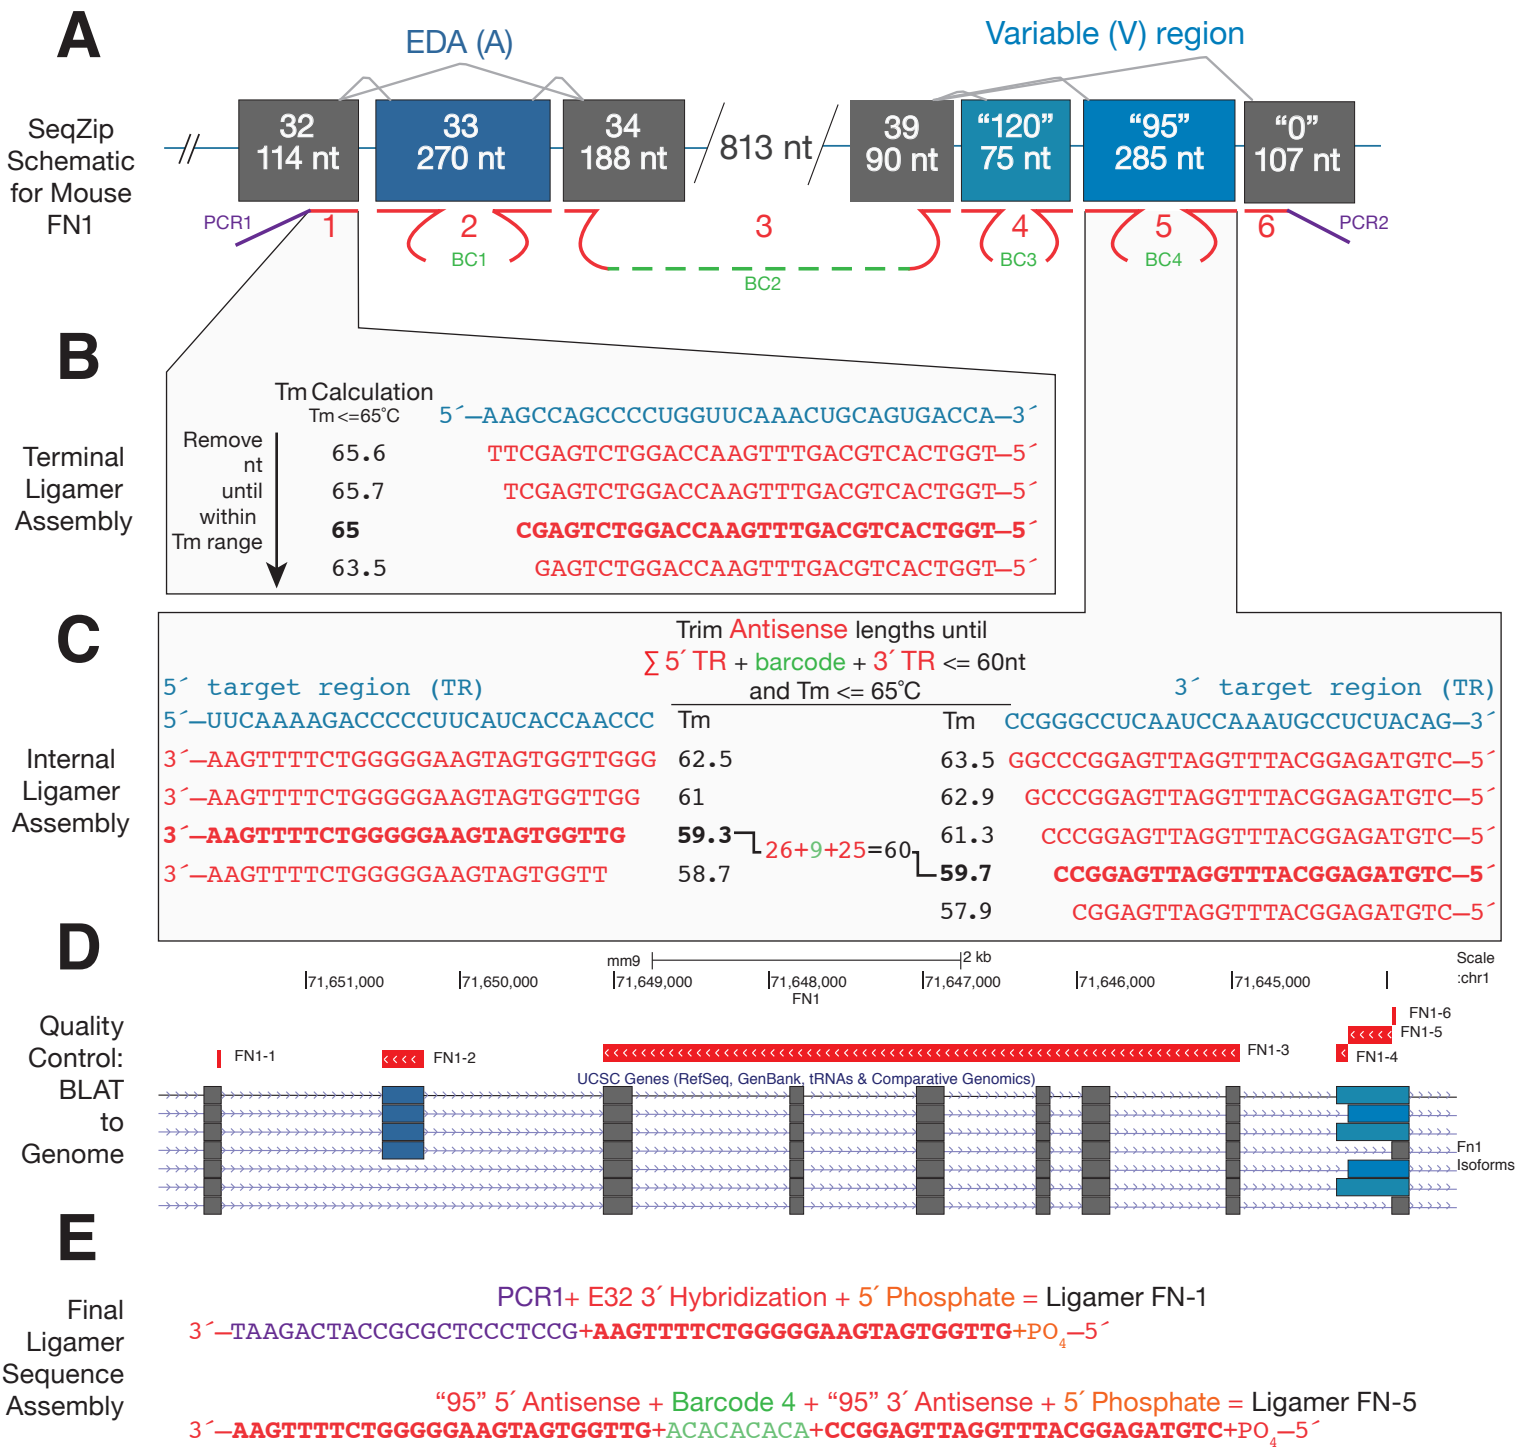 A
EDA (A)
Variable (V) region
SeqZip
Schematic
for Mouse
FN1
32
114 nt
33
270 nt
34
188 nt
813 nt
39
90 nt
“120”
75 nt
“95”
285 nt
“0”
107 nt
PCR1
1
2
3
4
5
6
PCR2
BC1
BC2
BC3
BC4
B
Terminal
Ligamer
Assembly
Tm Calculation
Tm <=65°C
5´—AAGCCAGCCCCUGGUUCAAACUGCAGUGACCA—3´
Remove
nt
until
within
Tm range
65.6 TTCGAGTCTGGACCAAGTTTGACGTCACTGGT—5´
65.7 TCGAGTCTGGACCAAGTTTGACGTCACTGGT—5´
65 CGAGTCTGGACCAAGTTTGACGTCACTGGT—5´
63.5 GAGTCTGGACCAAGTTTGACGTCACTGGT—5´
C
Internal
Ligamer
Assembly
Trim Antisense lengths until
∑ 5´ TR + barcode + 3´ TR <= 60nt
and Tm <= 65°C
5´ target region (TR)
3´ target region (TR)
5´—UUCAAAAGACCCCCUUCAUCACCAACCC Tm
Tm CCGGGCCUCAAUCCAAAUGCCUCUACAG—3´
3´—AAGTTTTCTGGGGGAAGTAGTGGTTGGG 62.5
63.5 GGCCCGGAGTTAGGTTTACGGAGATGTC—5´
3´—AAGTTTTCTGGGGGAAGTAGTGGTTGG 61
62.9 GCCCGGAGTTAGGTTTACGGAGATGTC—5´
3´—AAGTTTTCTGGGGGAAGTAGTGGTTG 59.3
61.3 CCCGGAGTTAGGTTTACGGAGATGTC—5´
26+9+25=60
3´—AAGTTTTCTGGGGGAAGTAGTGGTT 58.7
59.7 CCGGAGTTAGGTTTACGGAGATGTC—5´
57.9 CGGAGTTAGGTTTACGGAGATGTC—5´
D
Quality
Control:
BLAT
to
Genome
mm9
2 kb
Scale
:chr1
71,651,000
71,650,000
71,649,000
71,648,000
71,647,000
71,646,000
71,645,000
FN1
FN1-6
FN1-5
FN1-4
FN1-1
FN1-2
FN1-3
UCSC Genes (RefSeq, GenBank, tRNAs & Comparative Genomics)
Fn1
Isoforms
E
Final
Ligamer
Sequence
Assembly
PCR1+ E32 3´ Hybridization + 5´ Phosphate = Ligamer FN-1
3´—TAAGACTACCGCGCTCCCTCCG+AAGTTTTCTGGGGGAAGTAGTGGTTG+PO4—5´
“95” 5´ Antisense + Barcode 4 + “95” 3´ Antisense + 5´ Phosphate = Ligamer FN-5
3´—AAGTTTTCTGGGGGAAGTAGTGGTTG+ACACACACA+CCGGAGTTAGGTTTACGGAGATGTC+PO4—5´